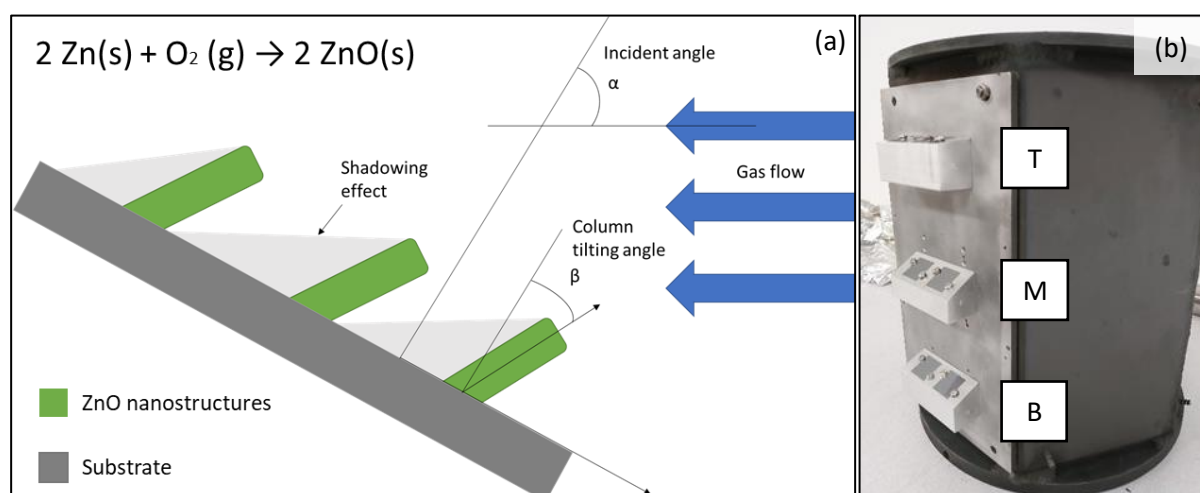 2 Zn(s) + O₂ (g) → 2 ZnO(s)
(a)
Incident angle
α
Gas flow
Shadowing
effect
Column
tilting angle
β
ZnO nanostructures
Substrate
(b)
T
M
B